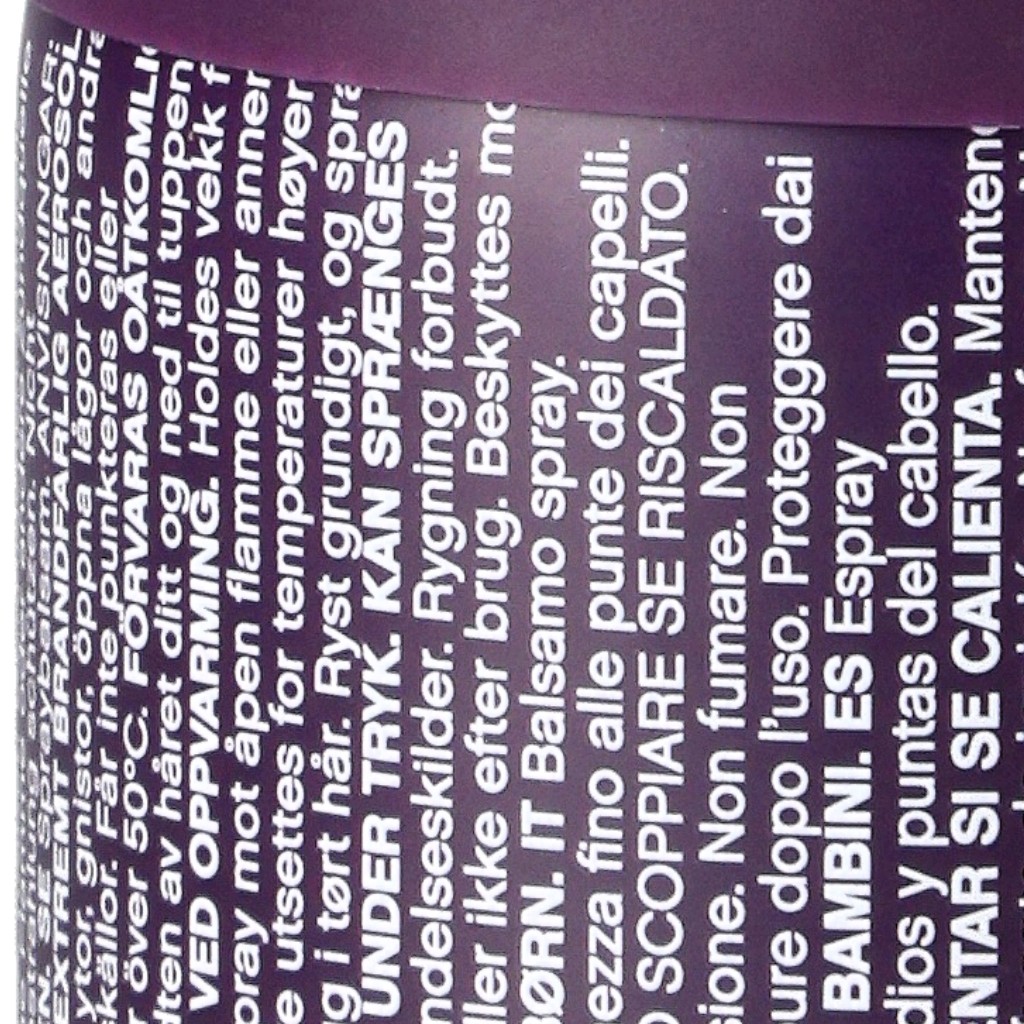 N. SE Spraybalsam. ANVISNINGAR:
EXTREMT BRANDFARLIG AEROSOL
ytor, gnistor, öppna lågor och andra
källor. Får inte punkteras eller
över 50°C. FÖRVARAS OÅTKOMLIG
lten av håret ditt og ned til tuppen
VED OPPVARMING. Holdes vekk f
pray mot åpen flamme eller annen
e utsettes for temperaturer høyer
g i tørt hår. Ryst grundigt, og spra
UNDER TRYK. KAN SPRÆNGES
ndelseskilder. Rygning forbudt.
ller ikke efter brug. Beskyttes mo
BØRN. IT Balsamo spray.
ezza fino alle punte dei capelli.
O SCOPPIARE SE RISCALDATO.
sione. Non fumare. Non
ure dopo l'uso. Proteggere dai
BAMBINI. ES Espray
dios y puntas del cabello.
NTAR SI SE CALIENTA. Manten